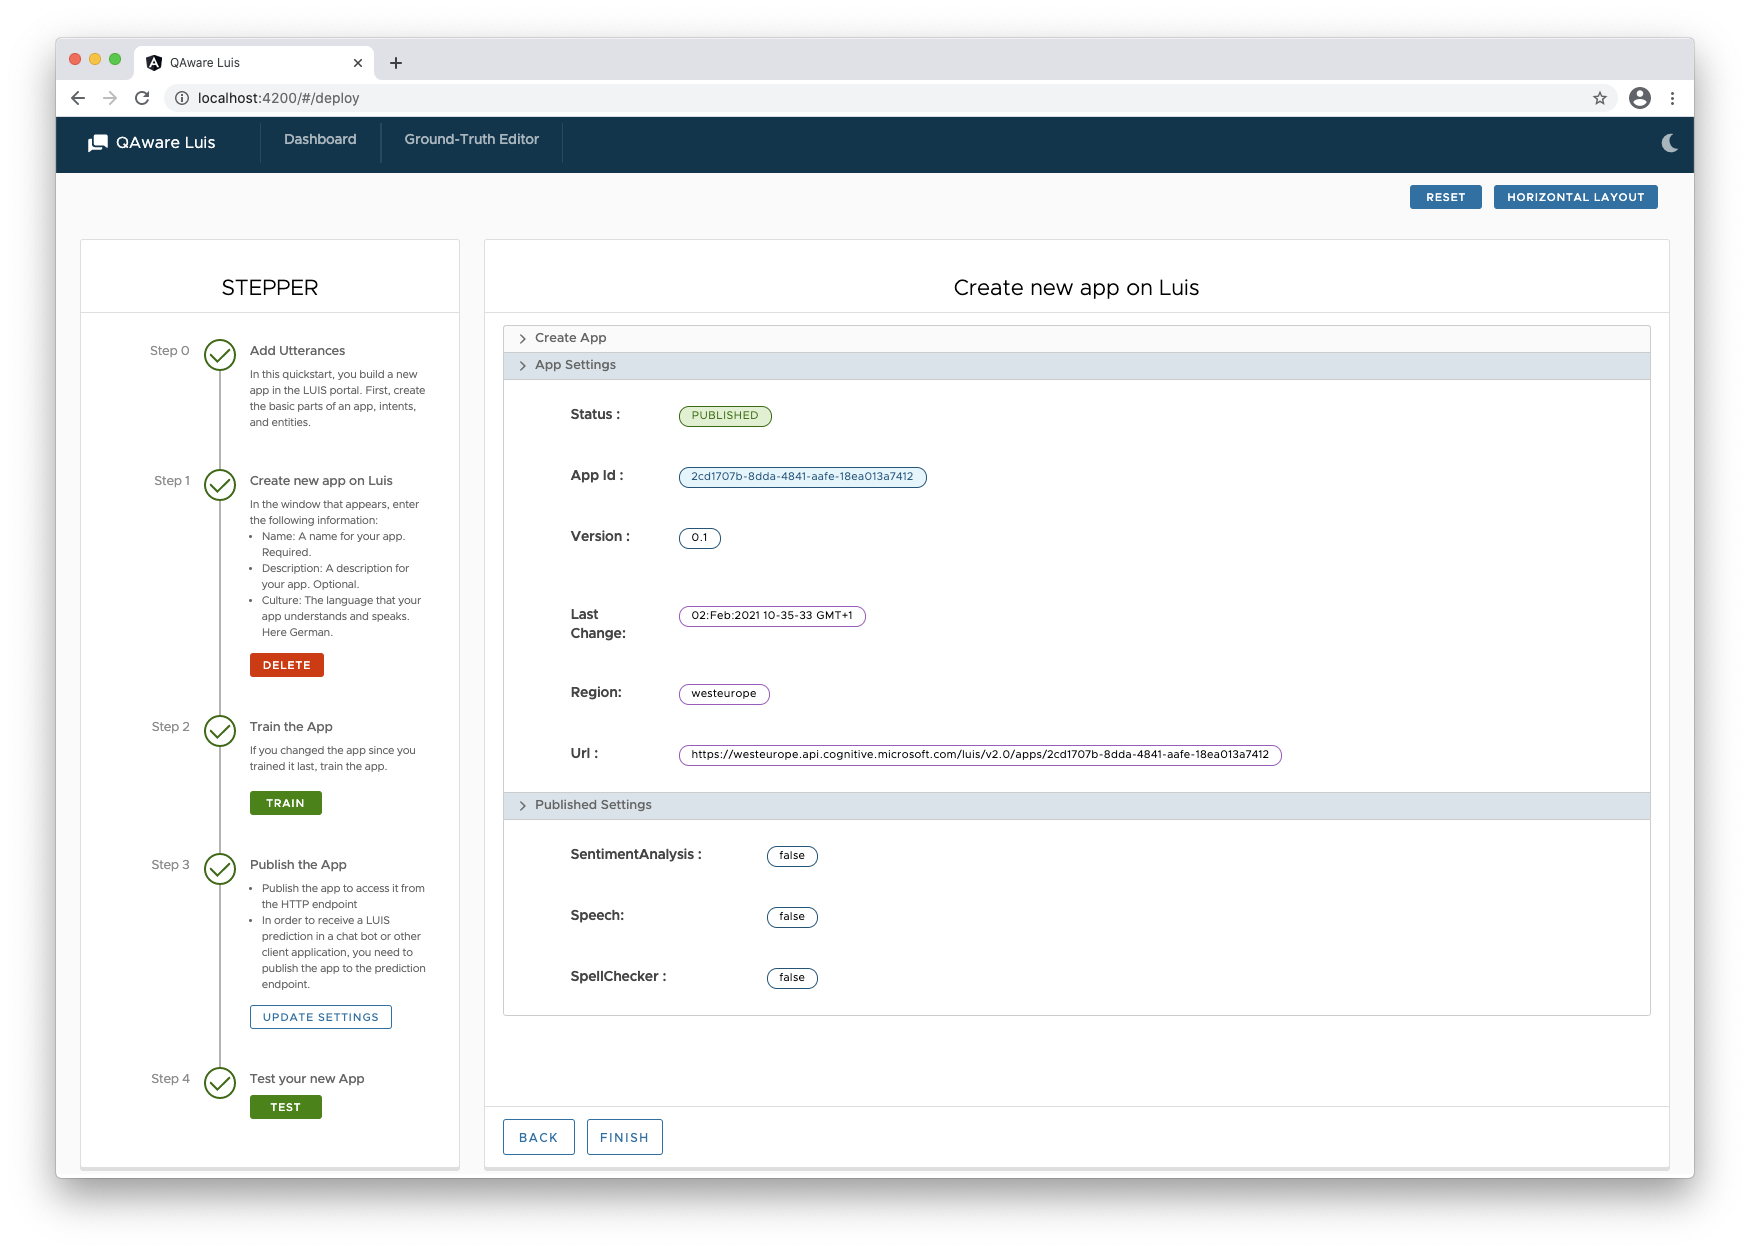 QAware Luis
localhost:4200/#/deploy
QAware Luis
Dashboard
Ground-Truth Editor
RESET
HORIZONTAL LAYOUT
STEPPER
Step 0
Add Utterances
In this quickstart, you build a new
app in the LUIS portal. First, create
the basic parts of an app, intents,
and entities.
Step 1
Create new app on Luis
In the window that appears, enter
the following information:
• Name: A name for your app.
Required.
• Description: A description for
your app. Optional.
• Culture: The language that your
app understands and speaks.
Here German.
DELETE
Step 2
Train the App
If you changed the app since you
trained it last, train the app.
TRAIN
Step 3
Publish the App
• Publish the app to access it from
the HTTP endpoint
• In order to receive a LUIS
prediction in a chat bot or other
client application, you need to
publish the app to the prediction
endpoint.
UPDATE SETTINGS
Step 4
Test your new App
TEST
Create new app on Luis
Create App
App Settings
Status : PUBLISHED
App Id : 2cd1707b-8dda-4841-aafe-18ea013a7412
Version : 0.1
Last
Change:
02:Feb:2021 10-35-33 GMT+1
Region: westeurope
Url : https://westeurope.api.cognitive.microsoft.com/luis/v2.0/apps/2cd1707b-8dda-4841-aafe-18ea013a7412
Published Settings
SentimentAnalysis : false
Speech: false
SpellChecker : false
BACK
FINISH